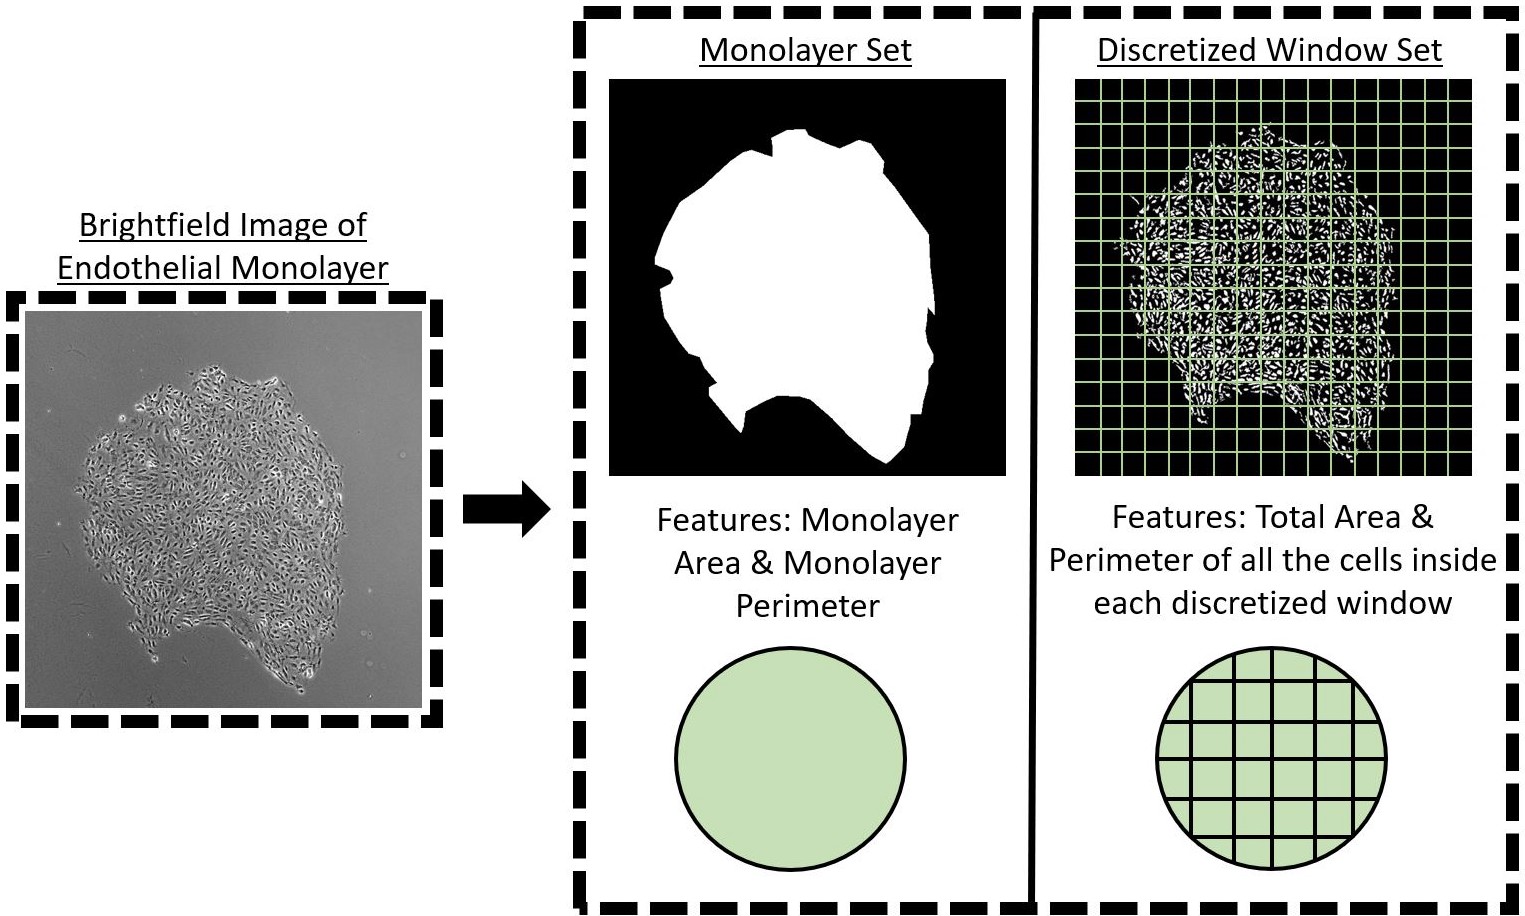 Brightfield Image of
Endothelial Monolayer
Monolayer Set
Features: Monolayer
Area & Monolayer
Perimeter
Discretized Window Set
Features: Total Area &
Perimeter of all the cells inside
each discretized window